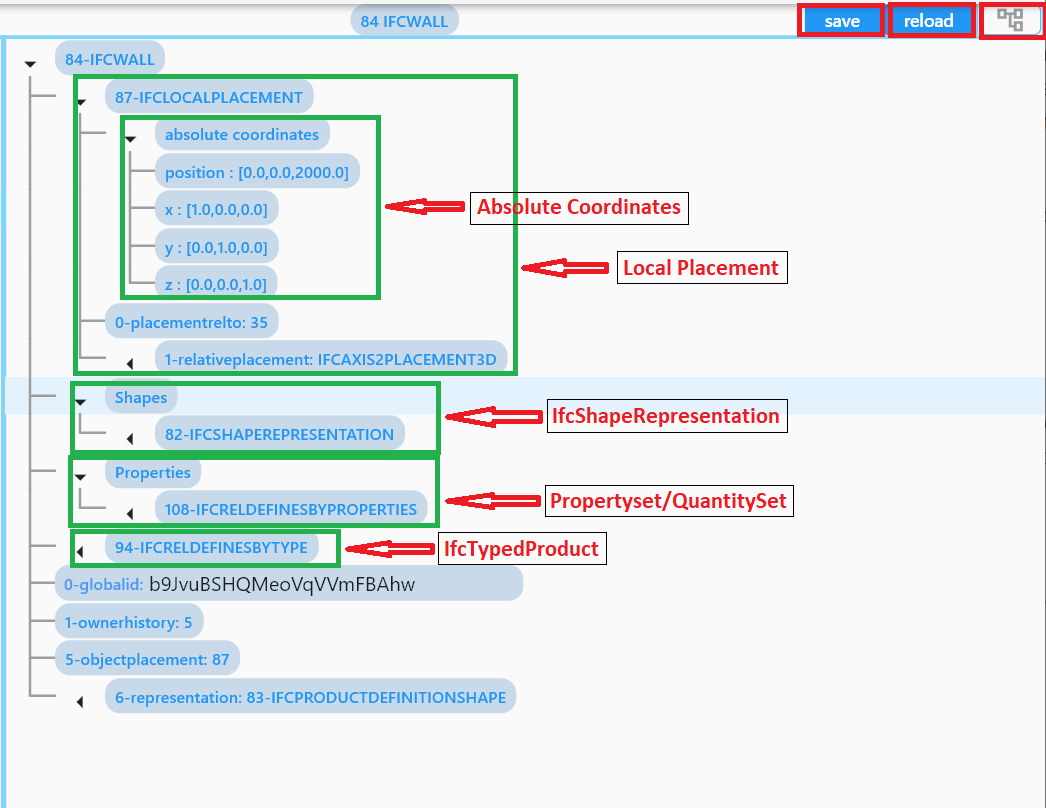 84 IFCWALL
save
reload
84-IFCWALL
87-IFCLOCALPLACEMENT
absolute coordinates
position : [0.0,0.0,2000.0]
x : [1.0,0.0,0.0]
Absolute Coordinates
y : [0.0,1.0,0.0]
Local Placement
z : [0.0,0.0,1.0]
0-placementrelto: 35
1-relativeplacement: IFCAXIS2PLACEMENT3D
Shapes
IfcShapeRepresentation
82-IFCSHAPEREPRESENTATION
Properties
Propertyset/QuantitySet
108-IFCRELDEFINESBYPROPERTIES
94-IFCRELDEFINESBYTYPE
IfcTypedProduct
0-globalid: b9JvuBSHQMeoVqVVmFBAhw
1-ownerhistory: 5
5-objectplacement: 87
6-representation: 83-IFCPRODUCTDEFINITIONSHAPE